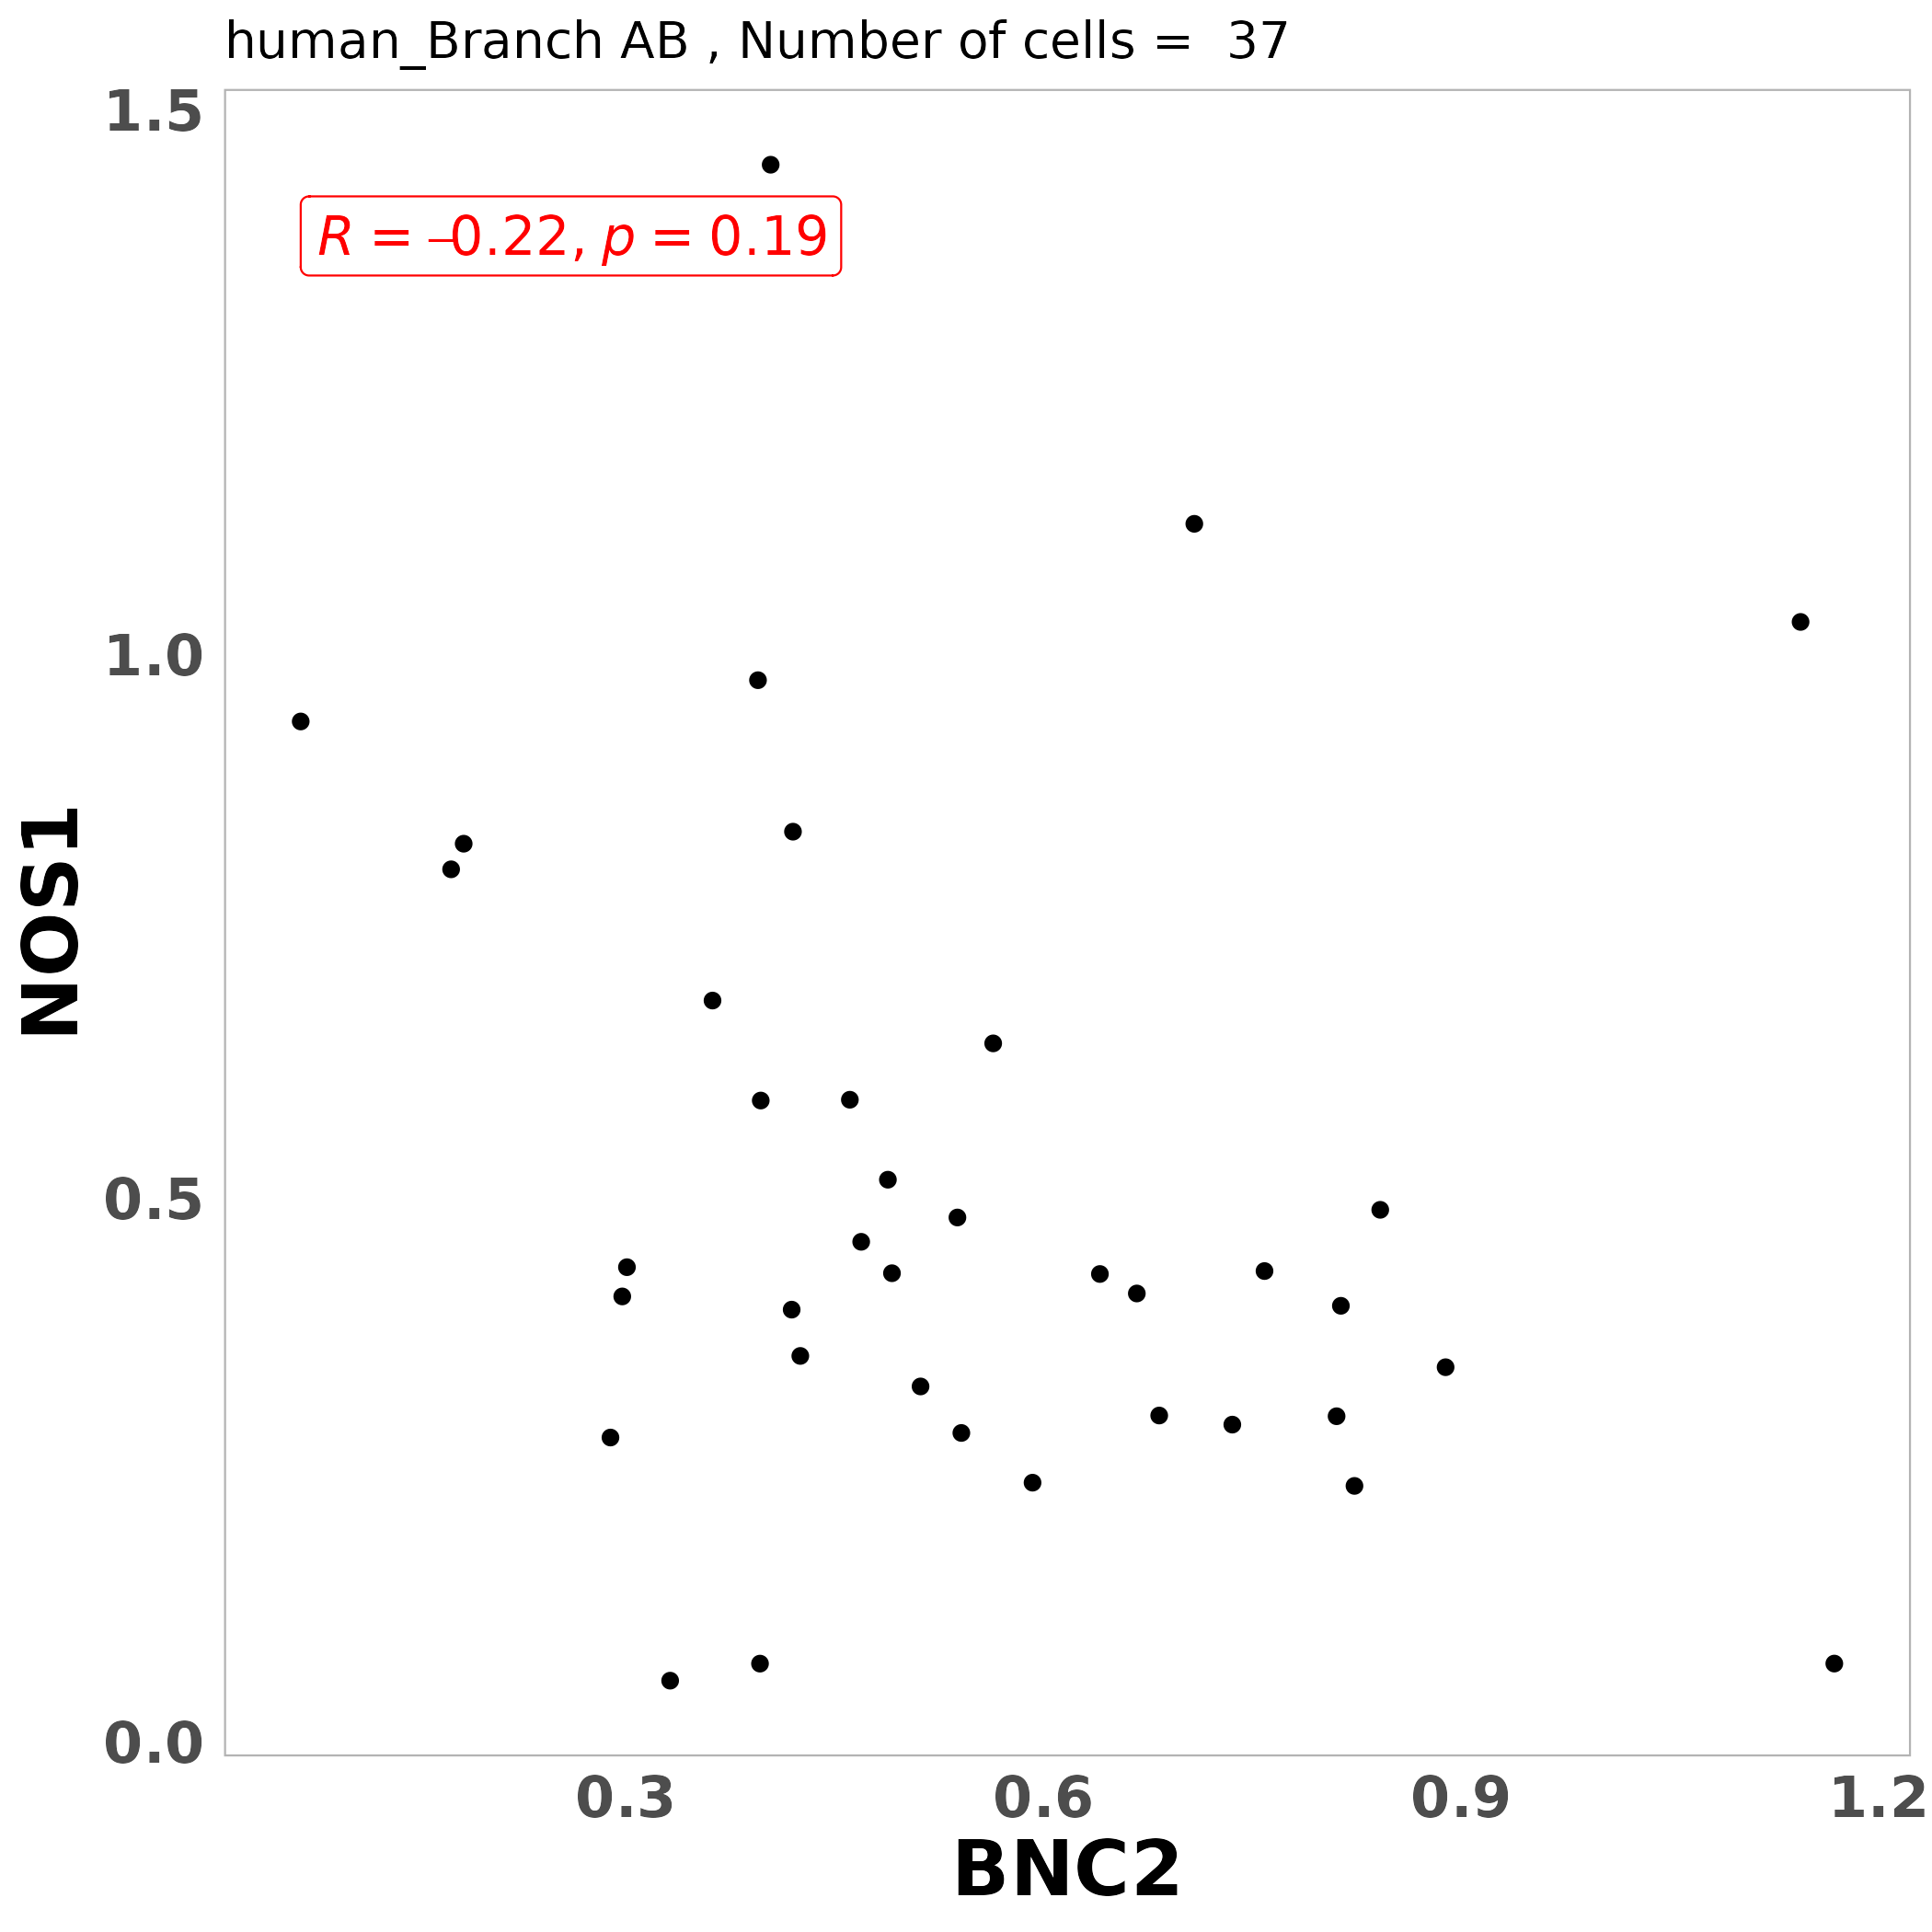 human_Branch AB , Number of cells =  37
1.5
R = –0.22, p = 0.19
1.0
NOS1
0.5
0.0
0.3 0.6 0.9 1.2
BNC2